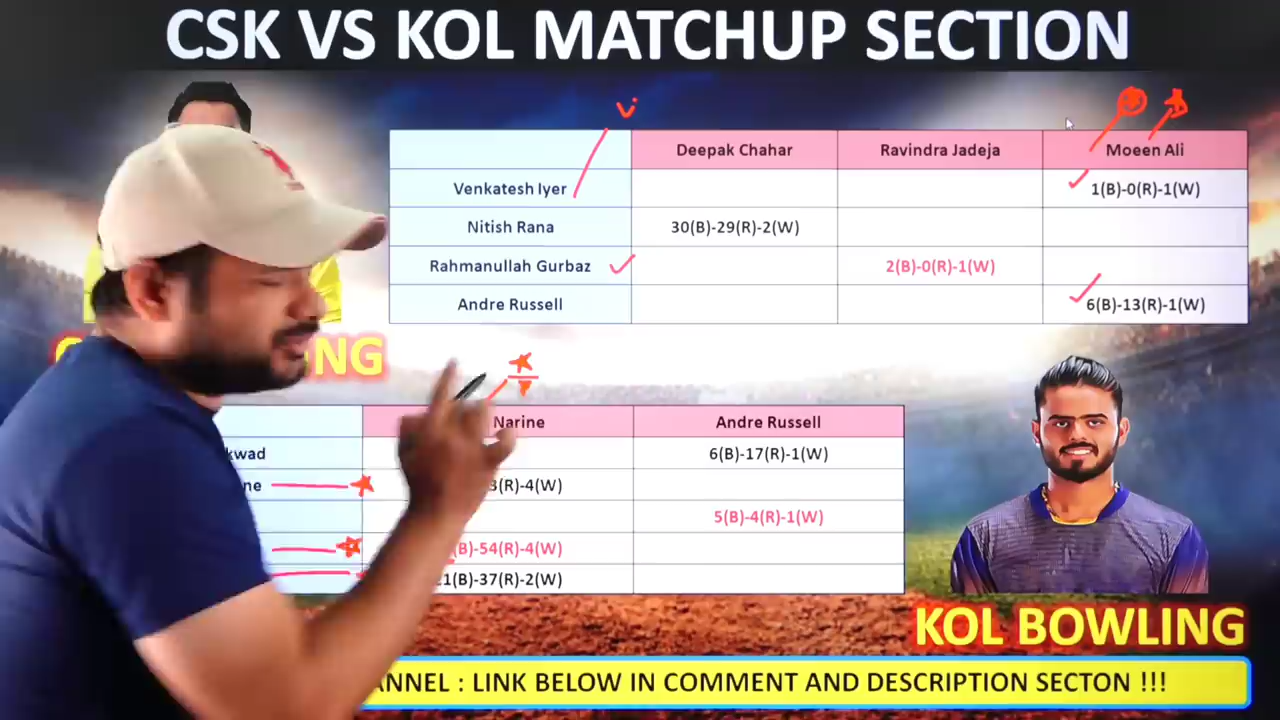 CSK VS KOL MATCHUP SECTION
Deepak Chahar Ravindra Jadeja Moeen Ali
Venkatesh Iyer 1(B)-0(R)-1(W)
Nitish Rana 30(B)-29(R)-2(W)
Rahmanullah Gurbaz 2(B)-0(R)-1(W)
Andre Russell 6(B)-13(R)-1(W)
NG
Narine Andre Russell
kwad 6(B)-17(R)-1(W)
ne (R)-4(W)
5(B)-4(R)-1(W)
(B)-54(R)-4(W)
1(B)-37(R)-2(W)
KOL BOWLING
ANNEL : LINK BELOW IN COMMENT AND DESCRIPTION SECTON !!!